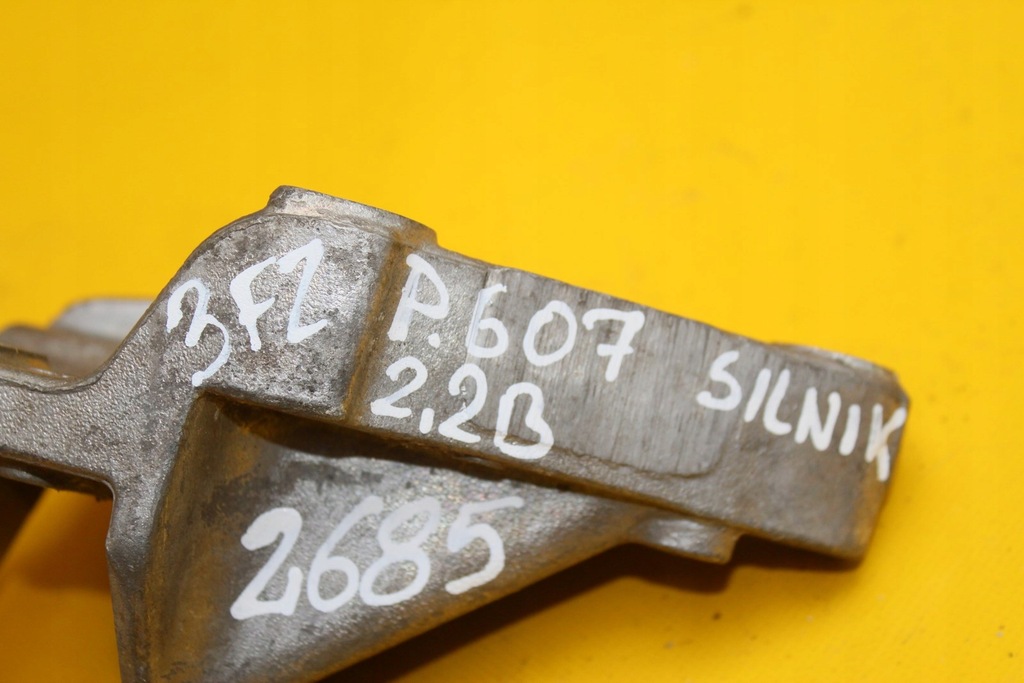 3FZ
P.607
2,2B
SILNIK
2685